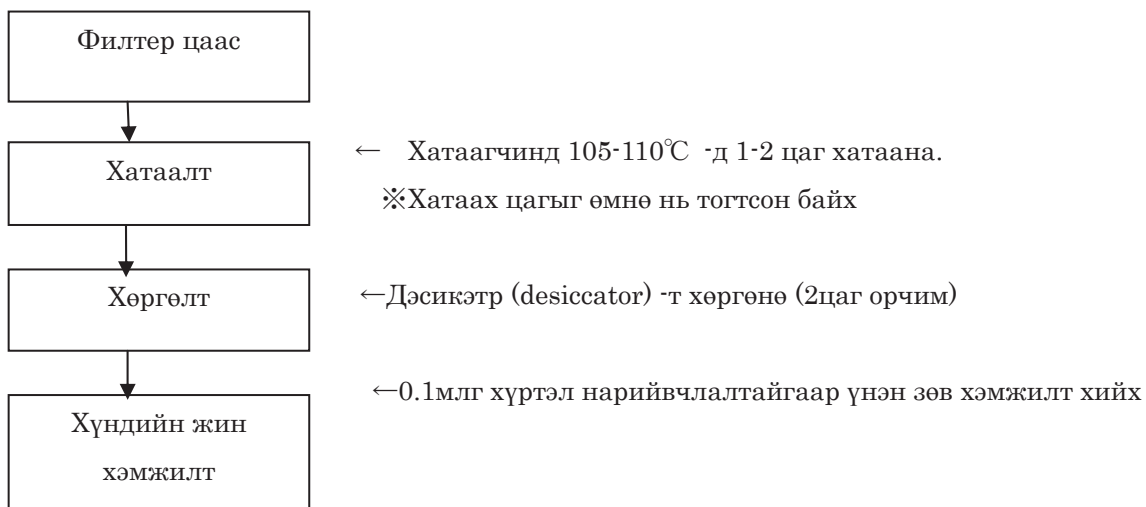 Филтер цаас
Хатаалт
← Хатаагчинд 105-110℃ -д 1-2 цаг хатаана.
※Хатаах цагыг өмнө нь тогтсон байх
Хөргөлт
←Дэсикэтр (desiccator) -т хөргөнө (2цаг орчим)
←0.1млг хүртэл нарийвчлалтайгаар үнэн зөв хэмжилт хийх
Хүндийн жин
хэмжилт